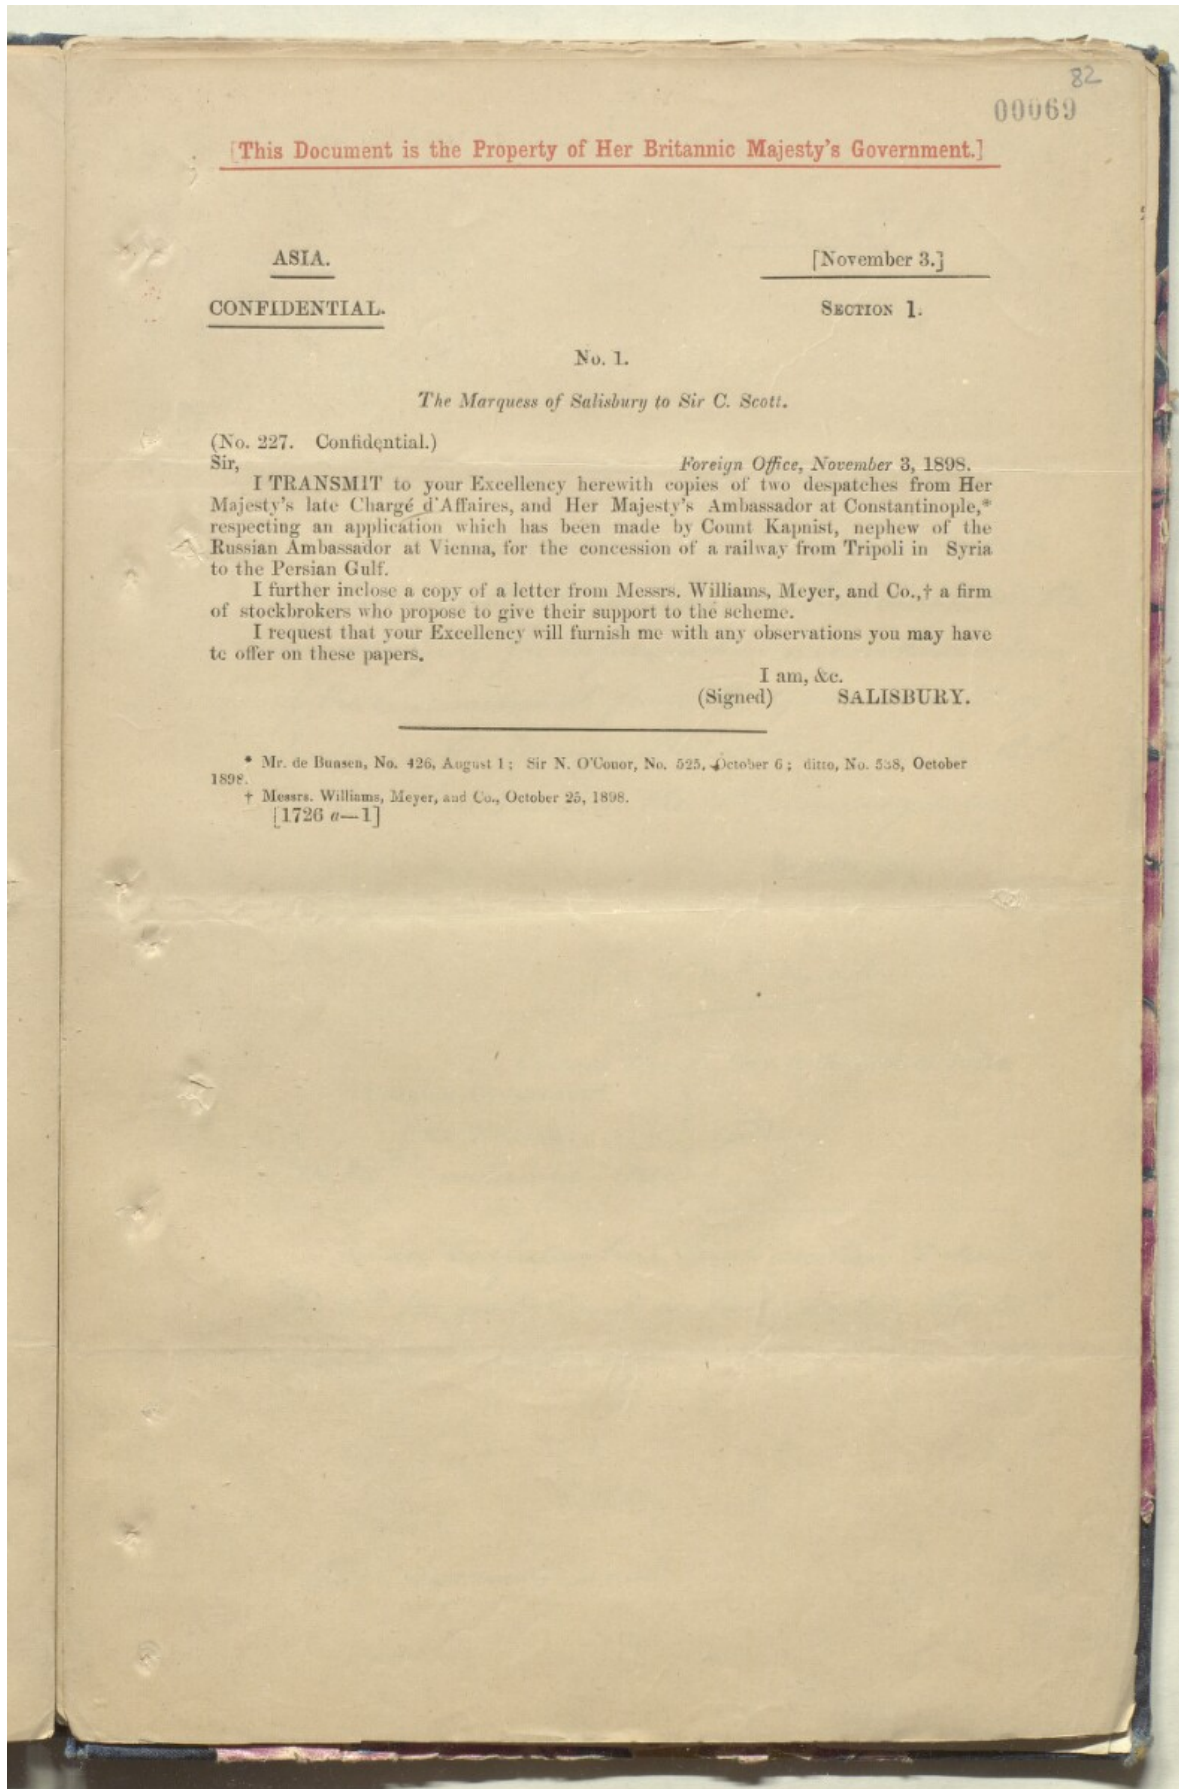 82
00069
[This Document is the Property of Her Britannic Majesty's Government.]
ASIA. [November 3.]
CONFIDENTIAL. SECTION 1.
No. 1.
The Marquess of Salisbury to Sir C. Scott.
(No. 227. Confidential.)
Sir, Foreign Office, November 3, 1898.
I TRANSMIT to your Excellency herewith copies of two despatches from Her
Majesty's late Chargé d'Affaires, and Her Majesty's Ambassador at Constantinople,*
respecting an application which has been made by Count Kapnist, nephew of the
Russian Ambassador at Vienna, for the concession of a railway from Tripoli in Syria
to the Persian Gulf.
I further inclose a copy of a letter from Messrs. Williams, Meyer, and Co.,† a firm
of stockbrokers who propose to give their support to the scheme.
I request that your Excellency will furnish me with any observations you may have
to offer on these papers.
I am, &c.
(Signed) SALISBURY.
* Mr. de Bunsen, No. 426, August 1; Sir N. O'Conor, No. 525, October 6; ditto, No. 538, October
1898.
† Messrs. Williams, Meyer, and Co., October 25, 1898.
[1726 a—1]